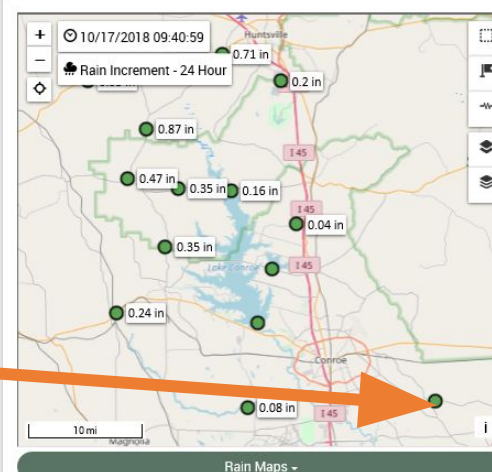 +
10/17/2018 09:40:59
Huntsville
−
Rain Increment - 24 Hour
0.71 in
0.2 in
0.87 in
I 45
0.47 in
0.35 in
0.16 in
I 45
0.04 in
0.35 in
Lake Conroe
I 45
0.24 in
Conroe
0.08 in
I 45
10 mi
i
Magnolia
Rain Maps